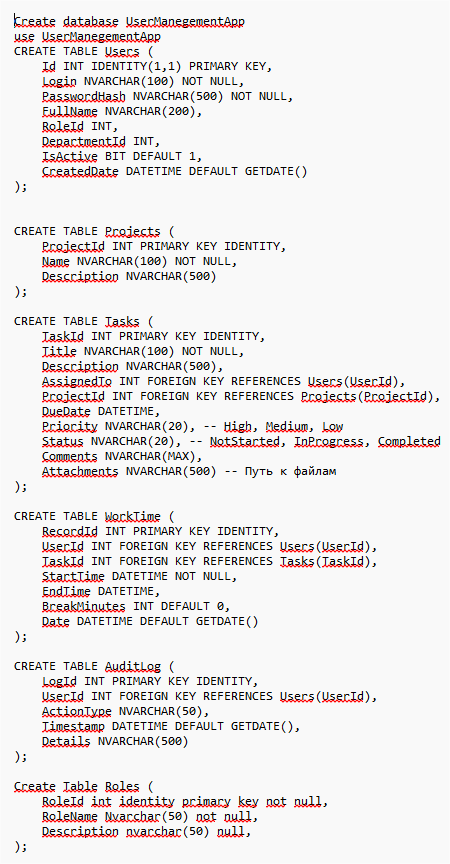 Create database UserManegementApp
use UserManegementApp
CREATE TABLE Users (
    Id INT IDENTITY(1,1) PRIMARY KEY,
    Login NVARCHAR(100) NOT NULL,
    PasswordHash NVARCHAR(500) NOT NULL,
    FullName NVARCHAR(200),
    RoleId INT,
    DepartmentId INT,
    IsActive BIT DEFAULT 1,
    CreatedDate DATETIME DEFAULT GETDATE()
);
CREATE TABLE Projects (
    ProjectId INT PRIMARY KEY IDENTITY,
    Name NVARCHAR(100) NOT NULL,
    Description NVARCHAR(500)
);
CREATE TABLE Tasks (
    TaskId INT PRIMARY KEY IDENTITY,
    Title NVARCHAR(100) NOT NULL,
    Description NVARCHAR(500),
    AssignedTo INT FOREIGN KEY REFERENCES Users(UserId),
    ProjectId INT FOREIGN KEY REFERENCES Projects(ProjectId),
    DueDate DATETIME,
    Priority NVARCHAR(20), -- High, Medium, Low
    Status NVARCHAR(20), -- NotStarted, InProgress, Completed
    Comments NVARCHAR(MAX),
    Attachments NVARCHAR(500) -- Путь к файлам
);
CREATE TABLE WorkTime (
    RecordId INT PRIMARY KEY IDENTITY,
    UserId INT FOREIGN KEY REFERENCES Users(UserId),
    TaskId INT FOREIGN KEY REFERENCES Tasks(TaskId),
    StartTime DATETIME NOT NULL,
    EndTime DATETIME,
    BreakMinutes INT DEFAULT 0,
    Date DATETIME DEFAULT GETDATE()
);
CREATE TABLE AuditLog (
    LogId INT PRIMARY KEY IDENTITY,
    UserId INT FOREIGN KEY REFERENCES Users(UserId),
    ActionType NVARCHAR(50),
    Timestamp DATETIME DEFAULT GETDATE(),
    Details NVARCHAR(500)
);
Create Table Roles (
    RoleId int identity primary key not null,
    RoleName Nvarchar(50) not null,
    Description nvarchar(50) null,
);